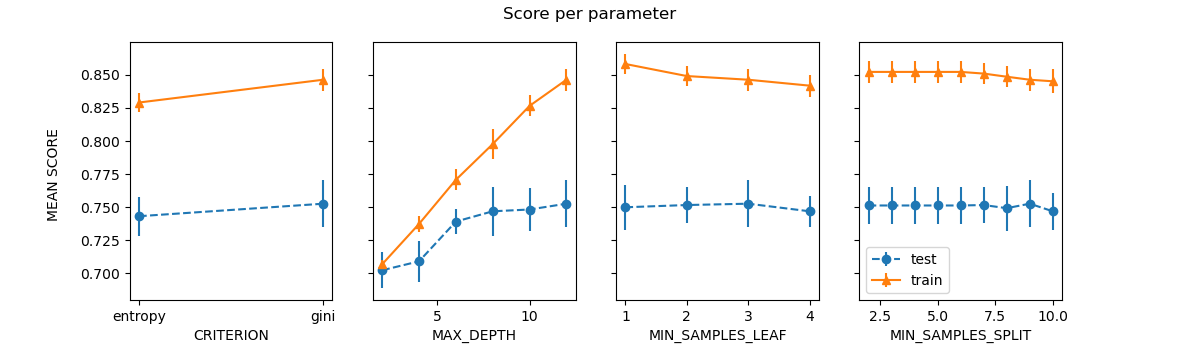 Score per parameter
MEAN SCORE
0.850
0.825
0.800
0.775
0.750
0.725
0.700
entropy gini
CRITERION
5 10
MAX_DEPTH
1 2 3 4
MIN_SAMPLES_LEAF
test
train
2.5 5.0 7.5 10.0
MIN_SAMPLES_SPLIT